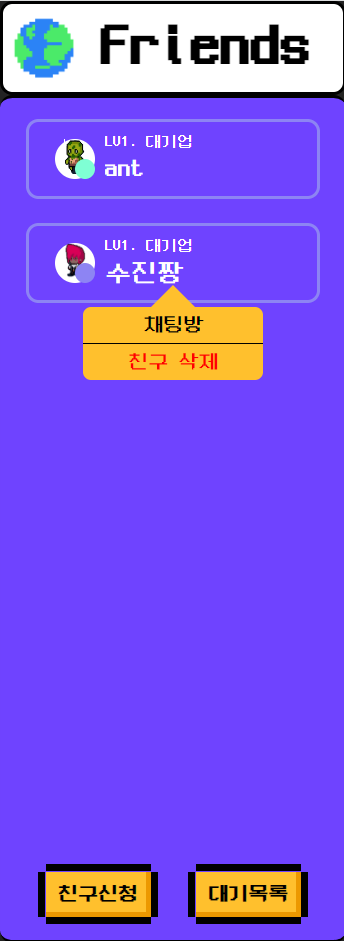 Friends
LV1. 대기업
ant
LV1. 대기업
수진짱
채팅방
친구 삭제
친구신청
대기목록